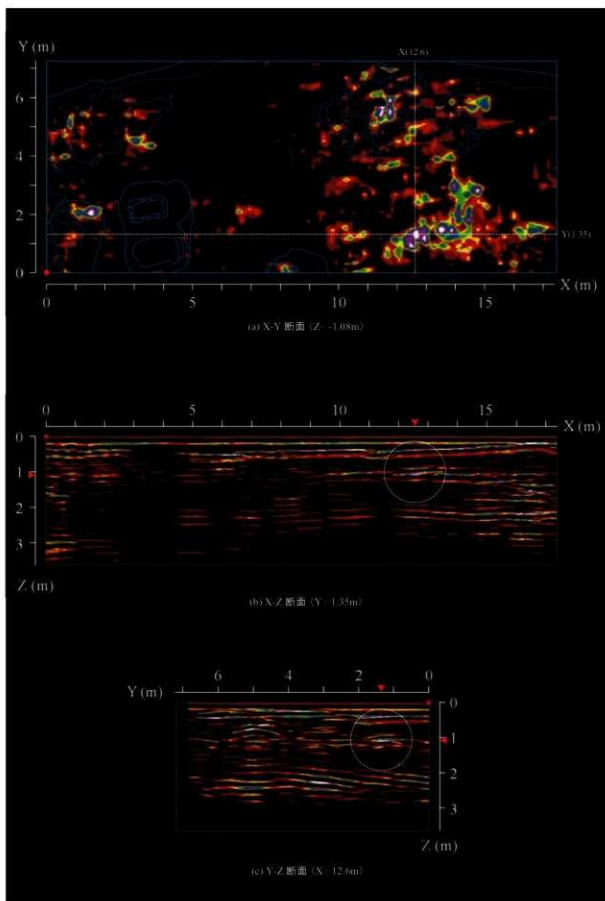 Y (m)
X(12.6)
6
4
2
Y(1.35)
0
0 5 10 15 X (m)
(a) X-Y 断面 (Z= -1.08m)
0 5 10 15 X (m)
0
1
2
3
Z (m)
(b) X-Z 断面 (Y= 1.35m)
Y (m) 6 4 2 0
0
1
2
3
Z (m)
(c) Y-Z 断面 (X= 12.6m)